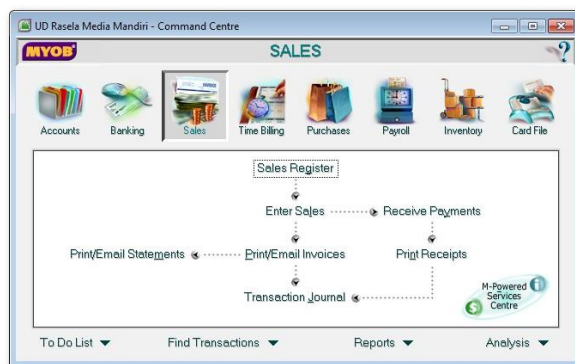 UD Rasela Media Mandiri - Command Centre
MYOB SALES ?
Accounts Banking Sales Time Billing Purchases Payroll Inventory Card File
Sales Register
Enter Sales Receive Payments
Print/Email Statements Print/Email Invoices Print Receipts
Transaction Journal
M-Powered
Services
Centre
To Do List Find Transactions Reports Analysis